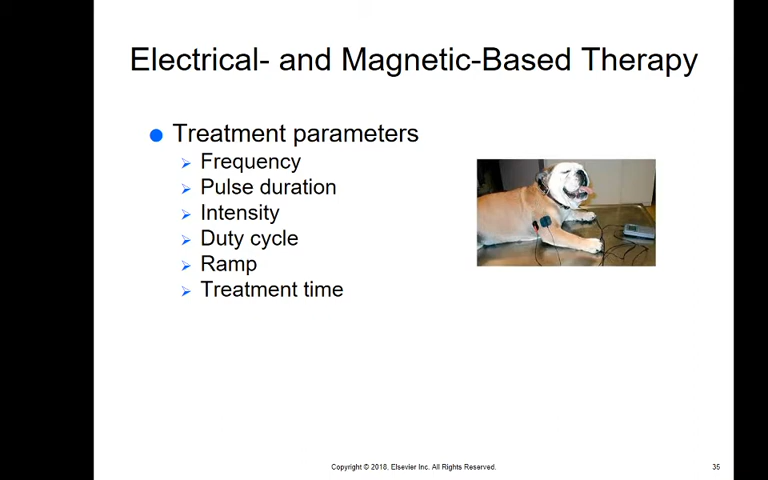 Electrical- and Magnetic-Based Therapy
Treatment parameters
Frequency
Pulse duration
Intensity
Duty cycle
Ramp
Treatment time
Copyright © 2018, Elsevier Inc. All Rights Reserved.
35